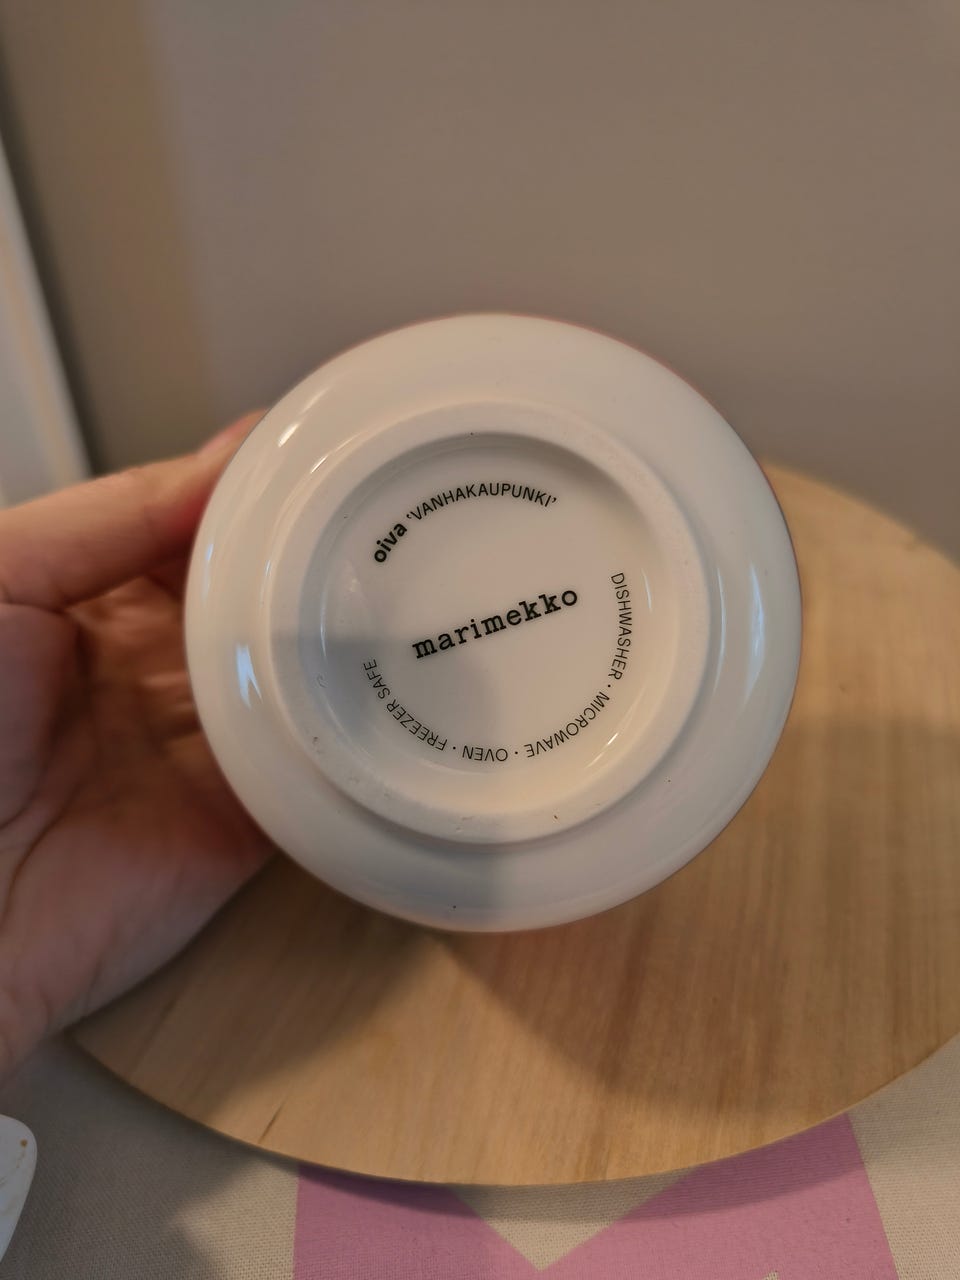 oiva ‘VANHAKAUPUNKI’
marimekko
DISHWASHER · MICROWAVE · OVEN · FREEZER SAFE